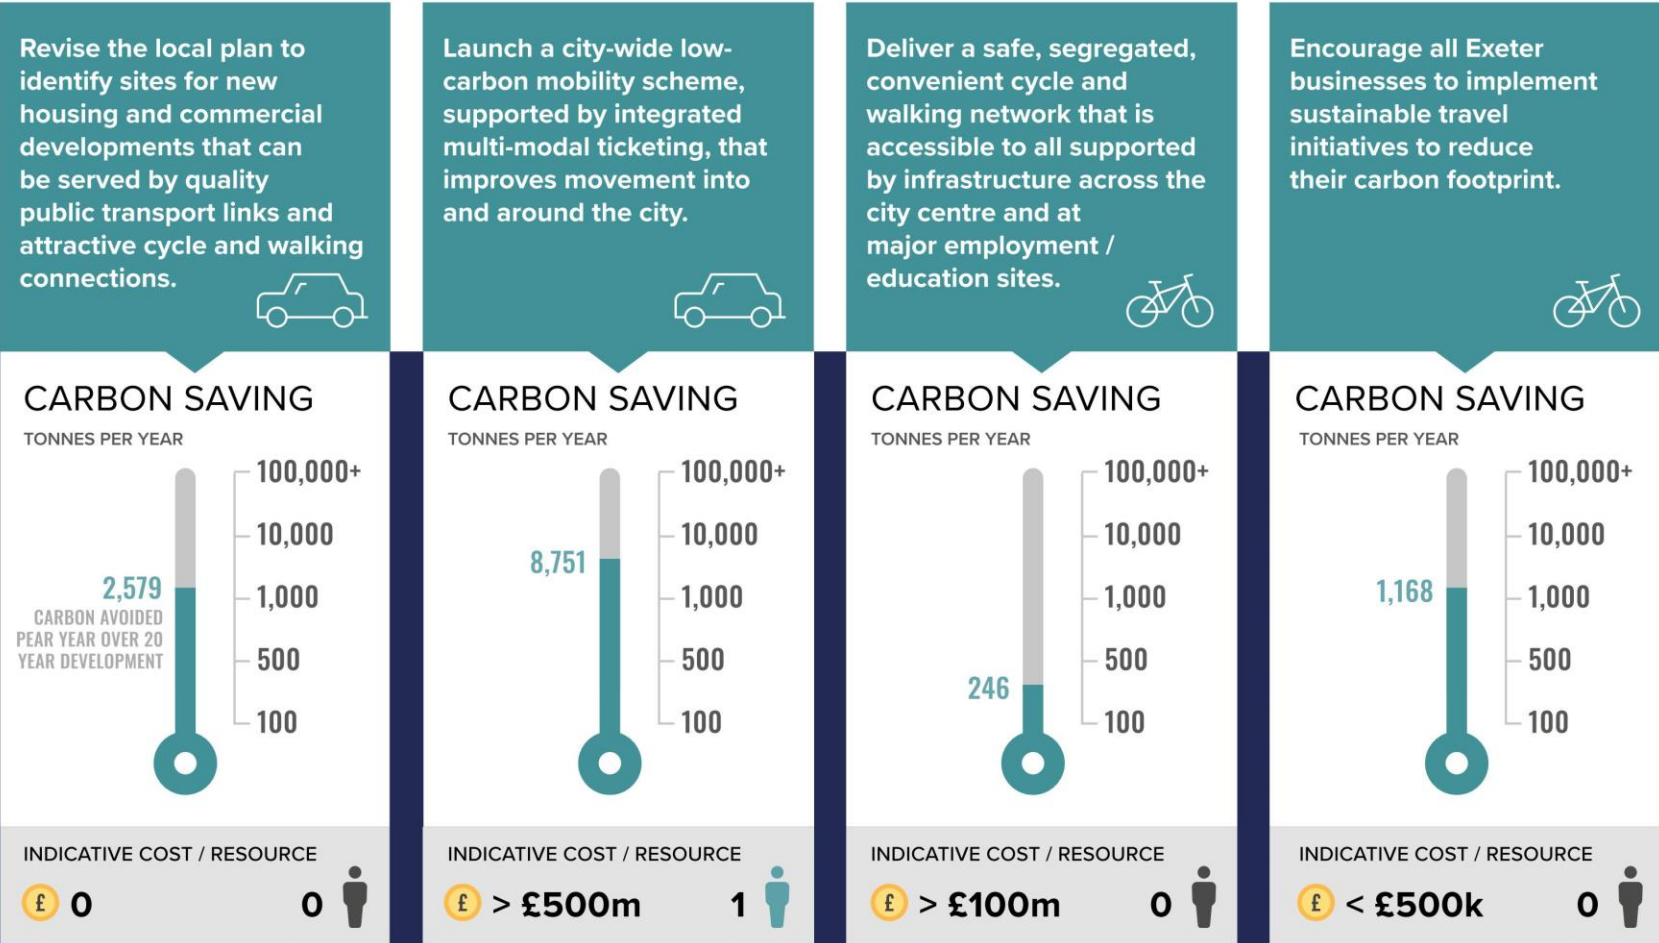 Revise the local plan to
identify sites for new
housing and commercial
developments that can
be served by quality
public transport links and
attractive cycle and walking
connections.
CARBON SAVING
TONNES PER YEAR
100,000+
10,000
1,000
500
100
2,579
CARBON AVOIDED
PEAR YEAR OVER 20
YEAR DEVELOPMENT
INDICATIVE COST / RESOURCE
£ 0 0
Launch a city-wide low-
carbon mobility scheme,
supported by integrated
multi-modal ticketing, that
improves movement into
and around the city.
CARBON SAVING
TONNES PER YEAR
100,000+
10,000
1,000
500
100
8,751
INDICATIVE COST / RESOURCE
£ > £500m 1
Deliver a safe, segregated,
convenient cycle and
walking network that is
accessible to all supported
by infrastructure across the
city centre and at
major employment /
education sites.
CARBON SAVING
TONNES PER YEAR
100,000+
10,000
1,000
500
100
246
INDICATIVE COST / RESOURCE
£ > £100m 0
Encourage all Exeter
businesses to implement
sustainable travel
initiatives to reduce
their carbon footprint.
CARBON SAVING
TONNES PER YEAR
100,000+
10,000
1,000
500
100
1,168
INDICATIVE COST / RESOURCE
£ < £500k 0